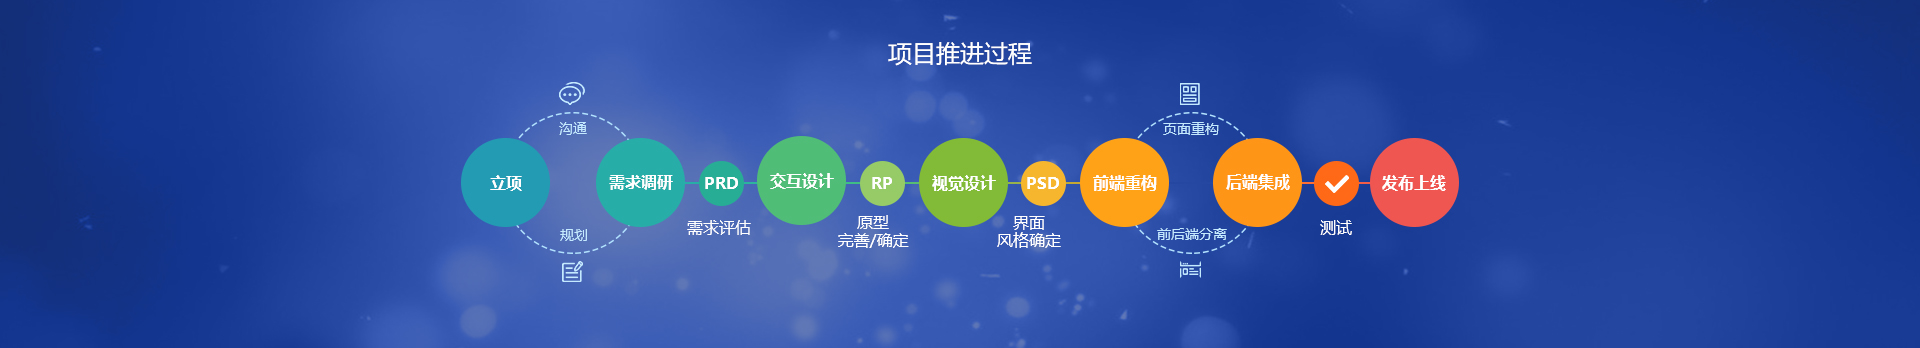 项目推进过程
沟通
页面重构
立项
需求调研
PRD
交互设计
RP
视觉设计
PSD
前端重构
后端集成
发布上线
需求评估
原型
完善/确定
界面
风格确定
测试
规划
前后端分离